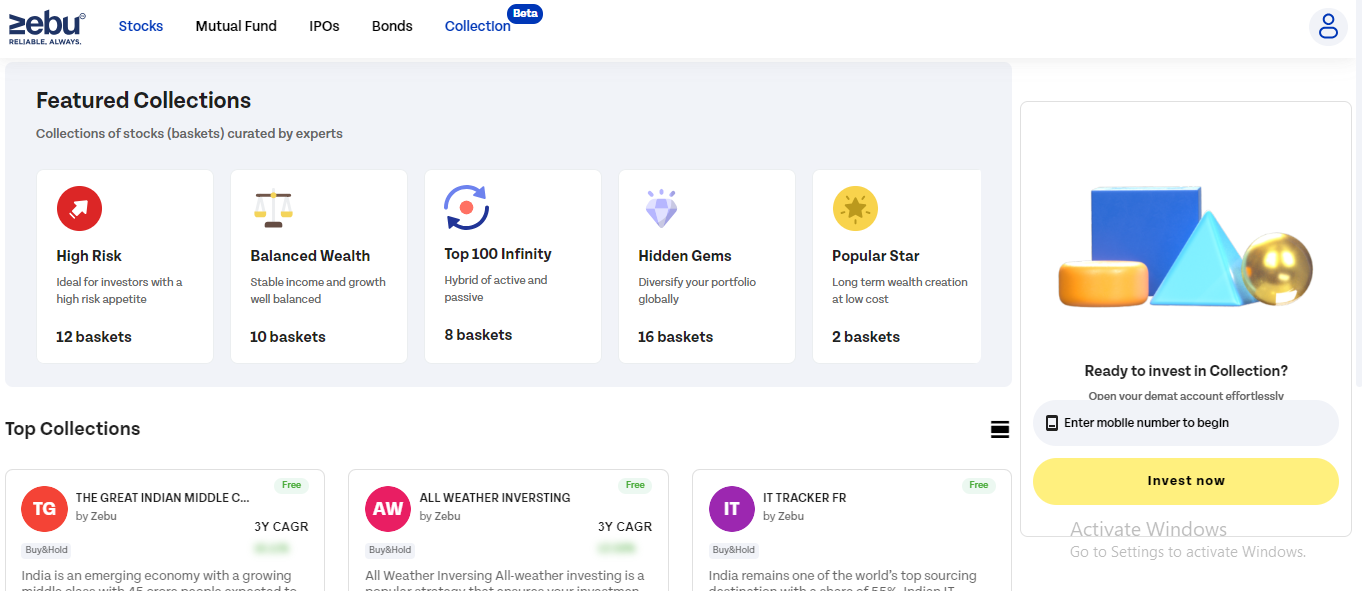 zebu
RELIABLE, ALWAYS.
Stocks
Mutual Fund
IPOs
Bonds
Collection
Beta
Featured Collections
Collections of stocks (baskets) curated by experts
High Risk
Ideal for investors with a
high risk appetite
12 baskets
Balanced Wealth
Stable income and growth
well balanced
10 baskets
Top 100 Infinity
Hybrid of active and
passive
8 baskets
Hidden Gems
Diversify your portfolio
globally
16 baskets
Popular Star
Long term wealth creation
at low cost
2 baskets
Ready to invest in Collection?
Open your demat account effortlessly
Enter mobile number to begin
Invest now
Activate Windows
Go to Settings to activate Windows.
Top Collections
Free
TG
THE GREAT INDIAN MIDDLE C...
by Zebu
3Y CAGR
Buy&Hold
India is an emerging economy with a growing
middle class with 45 crore people expected to
Free
AW
ALL WEATHER INVERSTING
by Zebu
3Y CAGR
Buy&Hold
All Weather Inversing All-weather investing is a
popular strategy that ensures your investmen
Free
IT
IT TRACKER FR
by Zebu
Buy&Hold
India remains one of the world's top sourcing
destination with a share of 55%. Indian IT